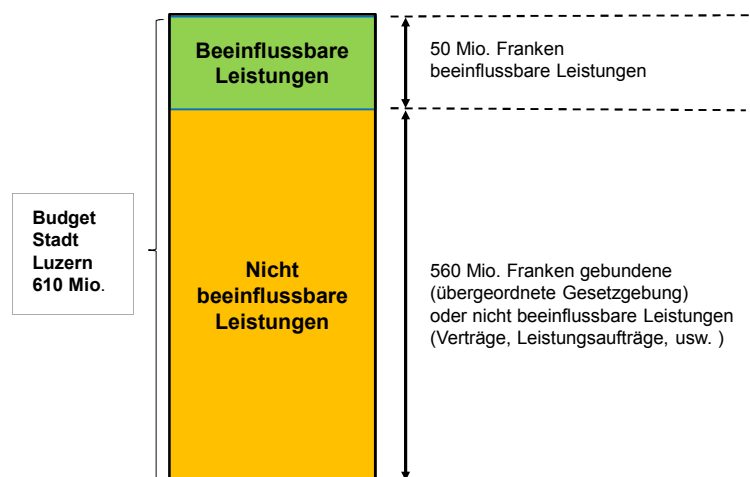 Beeinflussbare
Leistungen
50 Mio. Franken
beeinflussbare Leistungen
Budget
Stadt
Luzern
610 Mio.
Nicht
beeinflussbare
Leistungen
560 Mio. Franken gebundene
(übergeordnete Gesetzgebung)
oder nicht beeinflussbare Leistungen
(Verträge, Leistungsaufträge, usw. )